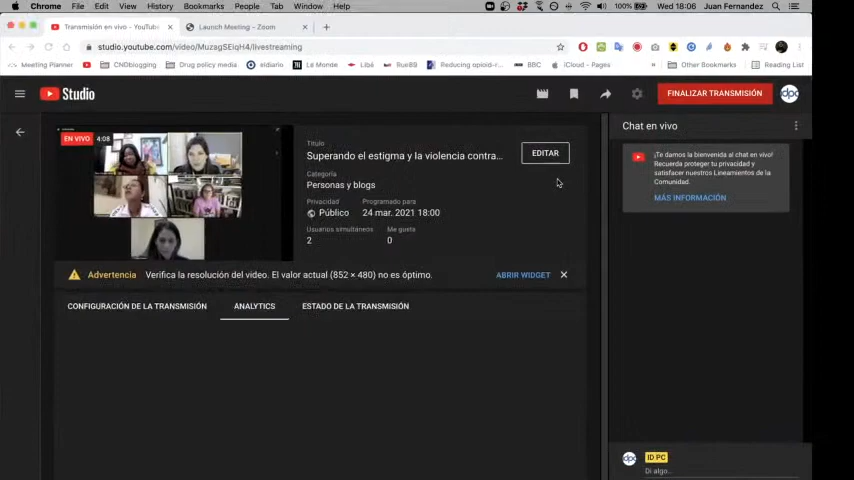 Chrome File Edit View History Bookmarks People Tab Window Help 100% Wed 18:06 Juan Fernandez
Transmisión en vivo - YouTube Launch Meeting - Zoom
studio.youtube.com/video/MuzagSEiqH4/livestreaming
Meeting Planner CNDblogging Drug policy media eldiario Le Monde Libé Rue89 Reducing opioid-r... BBC iCloud - Pages Other Bookmarks Reading List
Studio
FINALIZAR TRANSMISIÓN
dpc
EN VIVO 4:08
Título
Superando el estigma y la violencia contra...
EDITAR
Categoría
Personas y blogs
Privacidad Programado para
Público 24 mar. 2021 18:00
Usuarios simultáneos Me gusta
2 0
Advertencia Verifica la resolución del video. El valor actual (852 × 480) no es óptimo. ABRIR WIDGET
CONFIGURACIÓN DE LA TRANSMISIÓN ANALYTICS ESTADO DE LA TRANSMISIÓN
Chat en vivo
¡Te damos la bienvenida al chat en vivo!
Recuerda proteger tu privacidad y
satisfacer nuestros Lineamientos de la
Comunidad.
MÁS INFORMACIÓN
dpc
ID PC
Di algo...